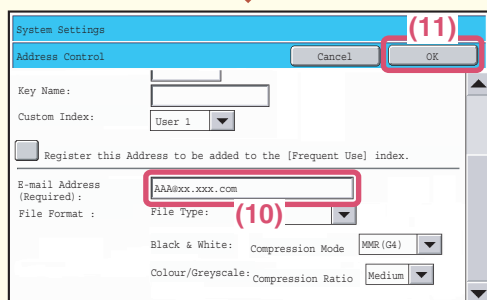 System Settings
(11)
Address Control
Cancel
OK
Key Name:
Custom Index:
User 1
Register this Address to be added to the [Frequent Use] index.
E-mail Address
(Required):
AAA@xx.xxx.com
File Format :
File Type:
(10)
Black & White:
Compression Mode
MMR(G4)
Colour/Greyscale:
Compression Ratio
Medium